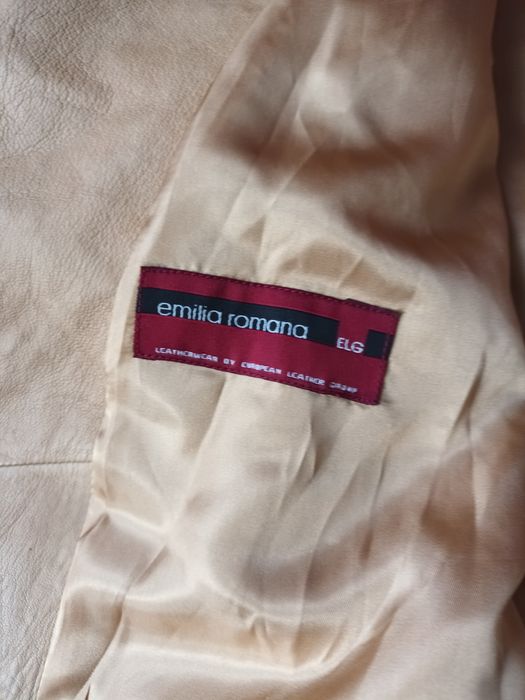 emilia romana
ELG
LEATHERWEAR BY EUROPEAN LEATHER GROUP